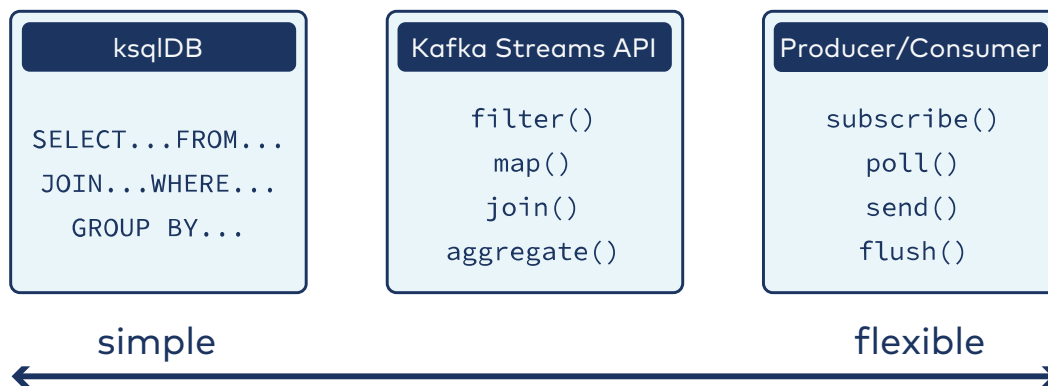 ksqlDB
SELECT...FROM...
JOIN...WHERE...
GROUP BY...
Kafka Streams API
filter()
map()
join()
aggregate()
Producer/Consumer
subscribe()
poll()
send()
flush()
simple
flexible